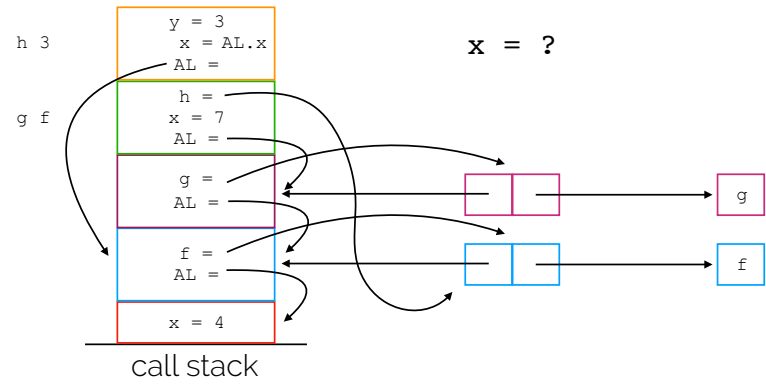 y = 3
h 3
x = AL.x
x = ?
AL =
h =
g f
x = 7
AL =
g =
g
AL =
f =
f
AL =
x = 4
call stack